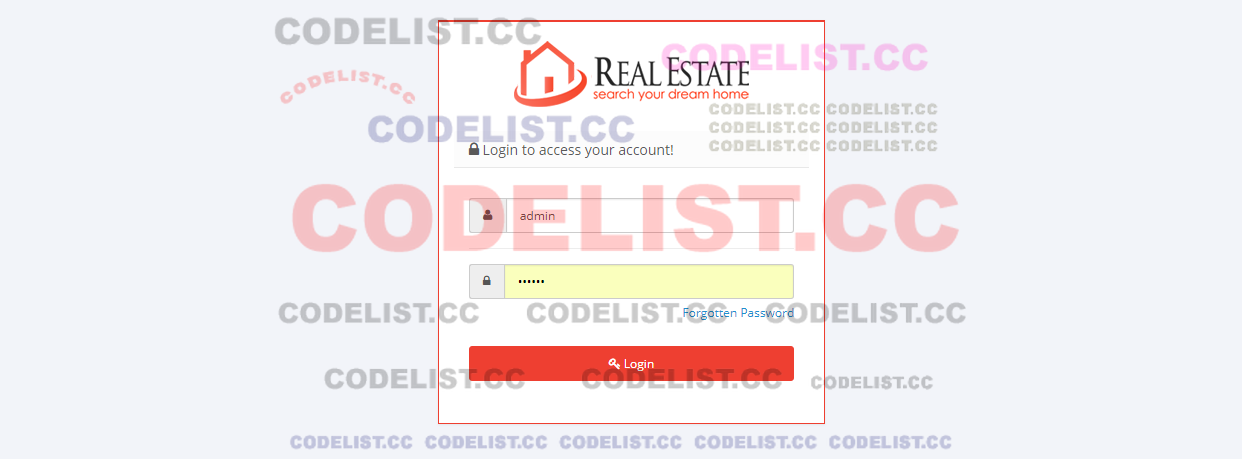 CODELIST.CC
CODELIST.CC
REAL ESTATE
search your dream home
CODELIST.CC
CODELIST.CC CODELIST.CC
CODELIST.CC CODELIST.CC
CODELIST.CC CODELIST.CC
CODELIST.CC
Login to access your account!
CODELIST.CC
admin
••••••
CODELIST.CC CODELIST.CC CODELIST.CC
Forgotten Password
Login
CODELIST.CC CODELIST.CC CODELIST.CC
CODELIST.CC CODELIST.CC CODELIST.CC CODELIST.CC CODELIST.CC